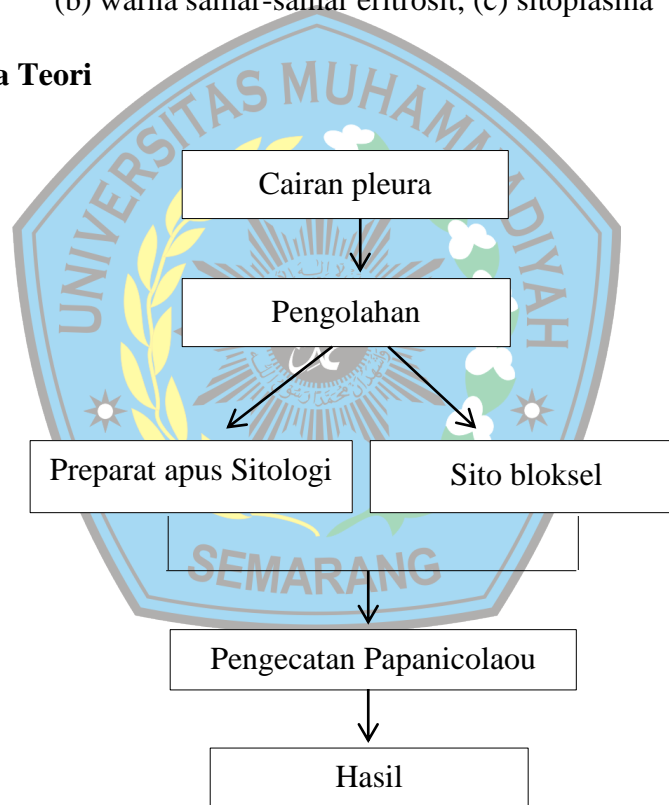 (b) warna samar-samar eritrosit, (c) sitoplasma
a Teori
UNIVERSITAS MUHAMMADIYAH
Cairan pleura
Pengolahan
Preparat apus Sitologi
Sito bloksel
SEMARANG
Pengecatan Papanicolaou
Hasil